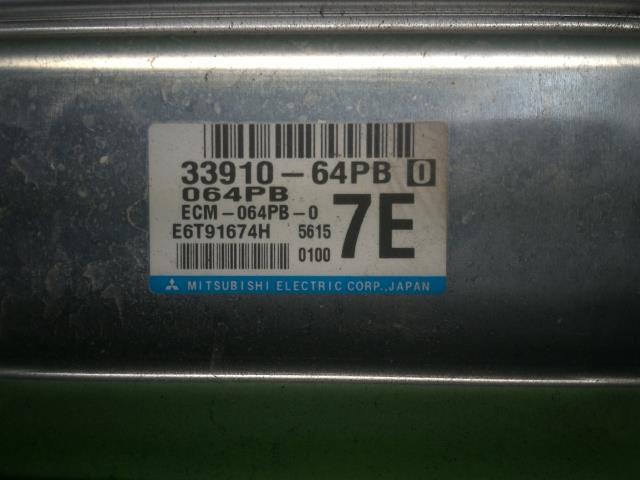 33910-64PB 0
064PB
ECM-064PB-0
E6T91674H 5615
7E
0100
MITSUBISHI ELECTRIC CORP., JAPAN